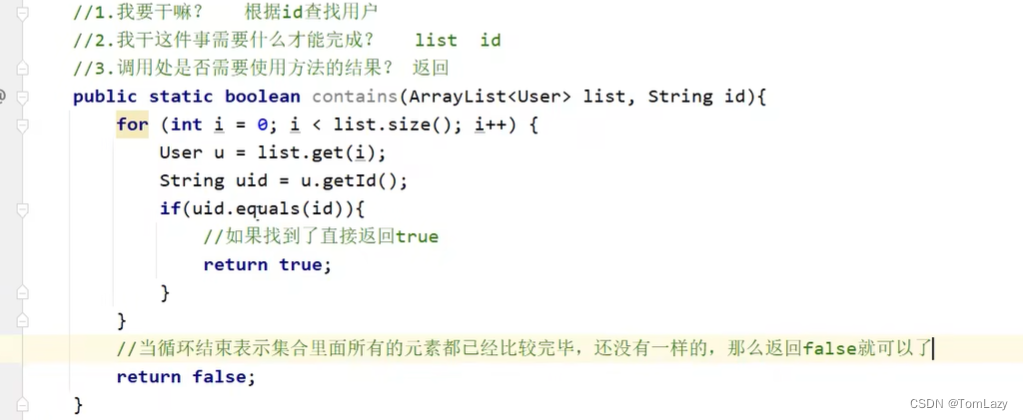 //1.我要干嘛？ 根据id查找用户
//2.我干这件事需要什么才能完成？ list id
//3.调用处是否需要使用方法的结果？ 返回
@
public static boolean contains(ArrayList<User> list, String id){
for (int i = 0; i < list.size(); i++) {
User u = list.get(i);
String uid = u.getId();
if(uid.equals(id)){
//如果找到了直接返回true
return true;
}
}
//当循环结束表示集合里面所有的元素都已经比较完毕，还没有一样的，那么返回false就可以了
return false;
}
CSDN @TomLazy